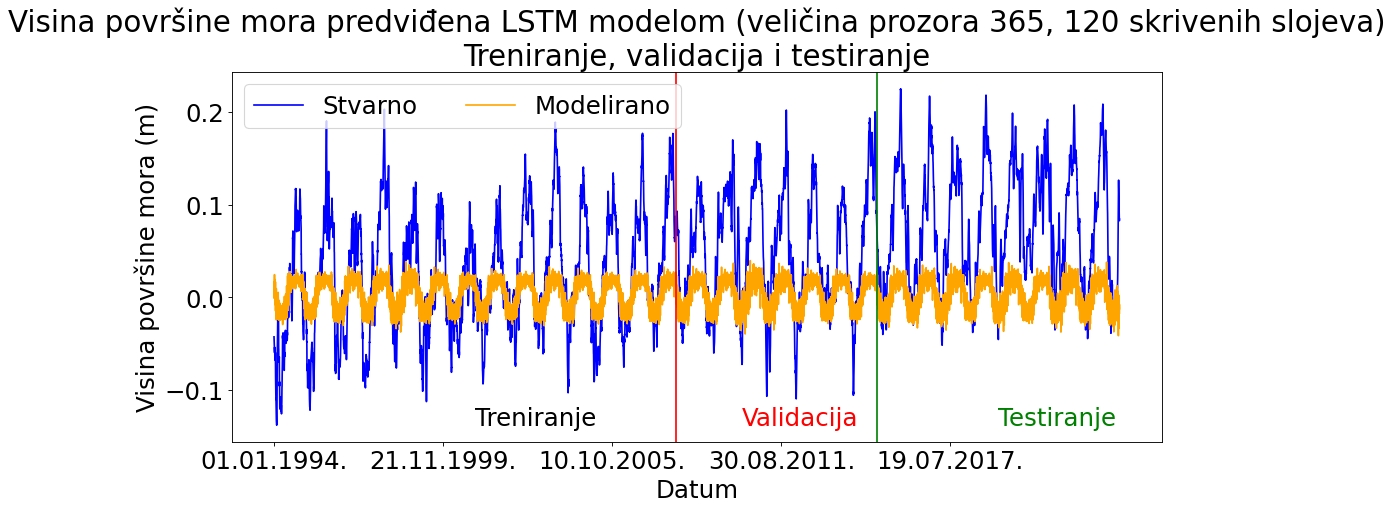 Visina površine mora predviđena LSTM modelom (veličina prozora 365, 120 skrivenih slojeva)
Treniranje, validacija i testiranje
Stvarno
Modelirano
Visina površine mora (m)
0.2
0.1
0.0
−0.1
Treniranje
Validacija
Testiranje
01.01.1994.
21.11.1999.
10.10.2005.
30.08.2011.
19.07.2017.
Datum